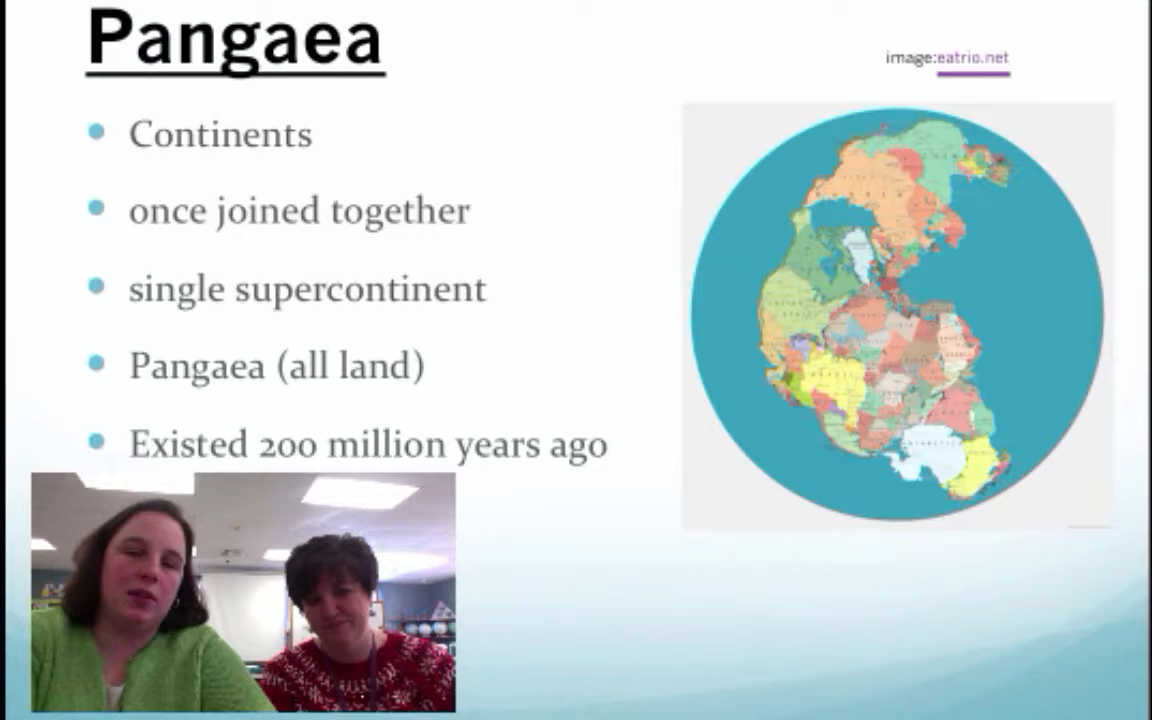 Pangaea
image:eatrio.net
Continents
once joined together
single supercontinent
Pangaea (all land)
Existed 200 million years ago